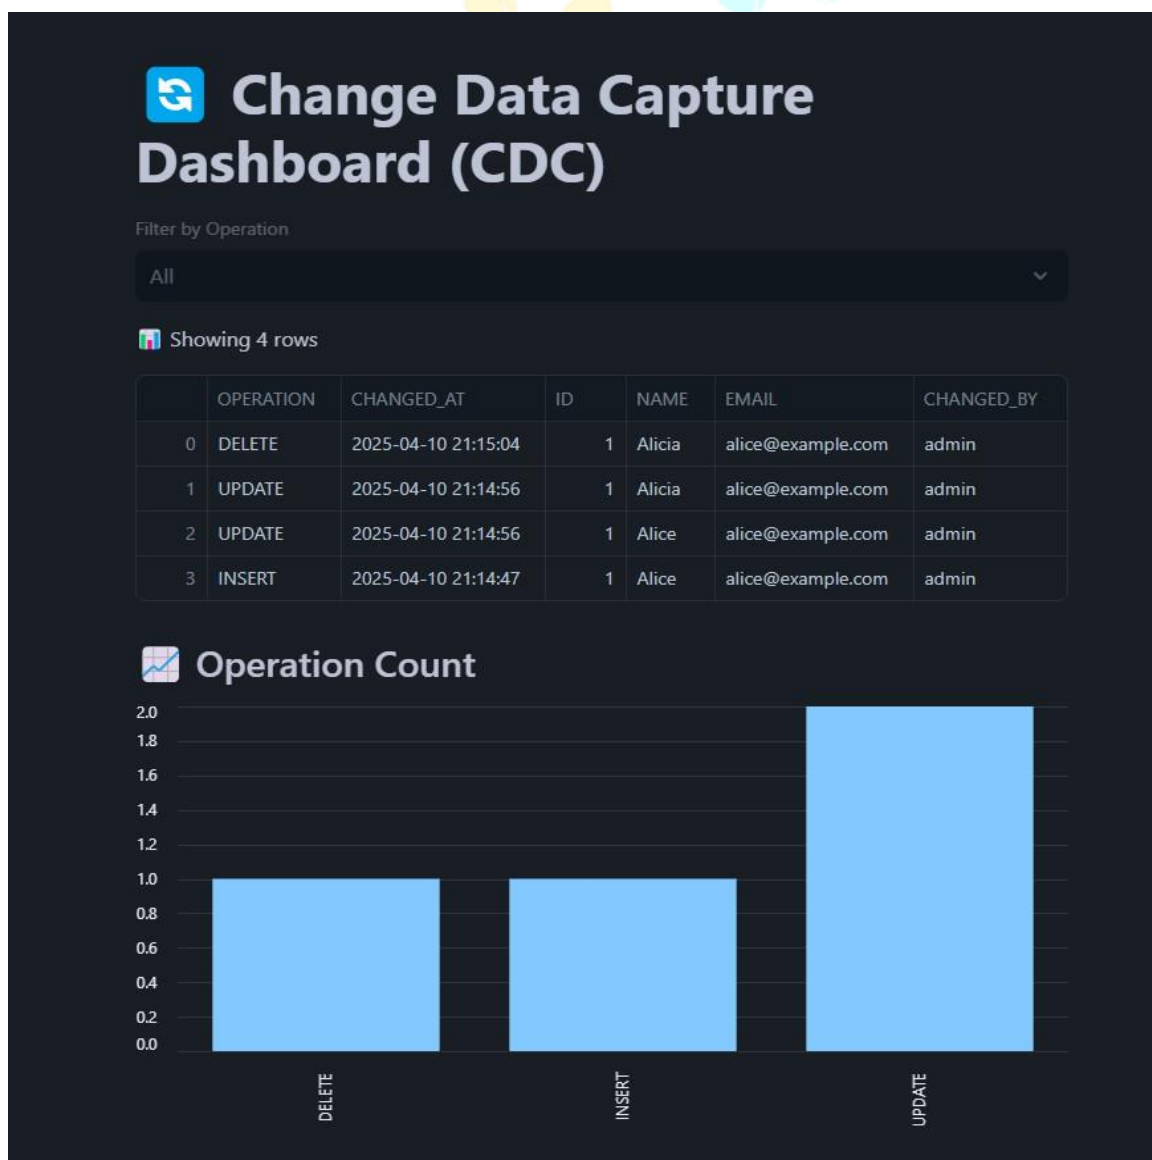 Change Data Capture
Dashboard (CDC)
Filter by Operation
All
Showing 4 rows
OPERATION CHANGED_AT ID NAME EMAIL CHANGED_BY
0 DELETE 2025-04-10 21:15:04 1 Alicia alice@example.com admin
1 UPDATE 2025-04-10 21:14:56 1 Alicia alice@example.com admin
2 UPDATE 2025-04-10 21:14:56 1 Alice alice@example.com admin
3 INSERT 2025-04-10 21:14:47 1 Alice alice@example.com admin
Operation Count
2.0
1.8
1.6
1.4
1.2
1.0
0.8
0.6
0.4
0.2
0.0
DELETE
INSERT
UPDATE